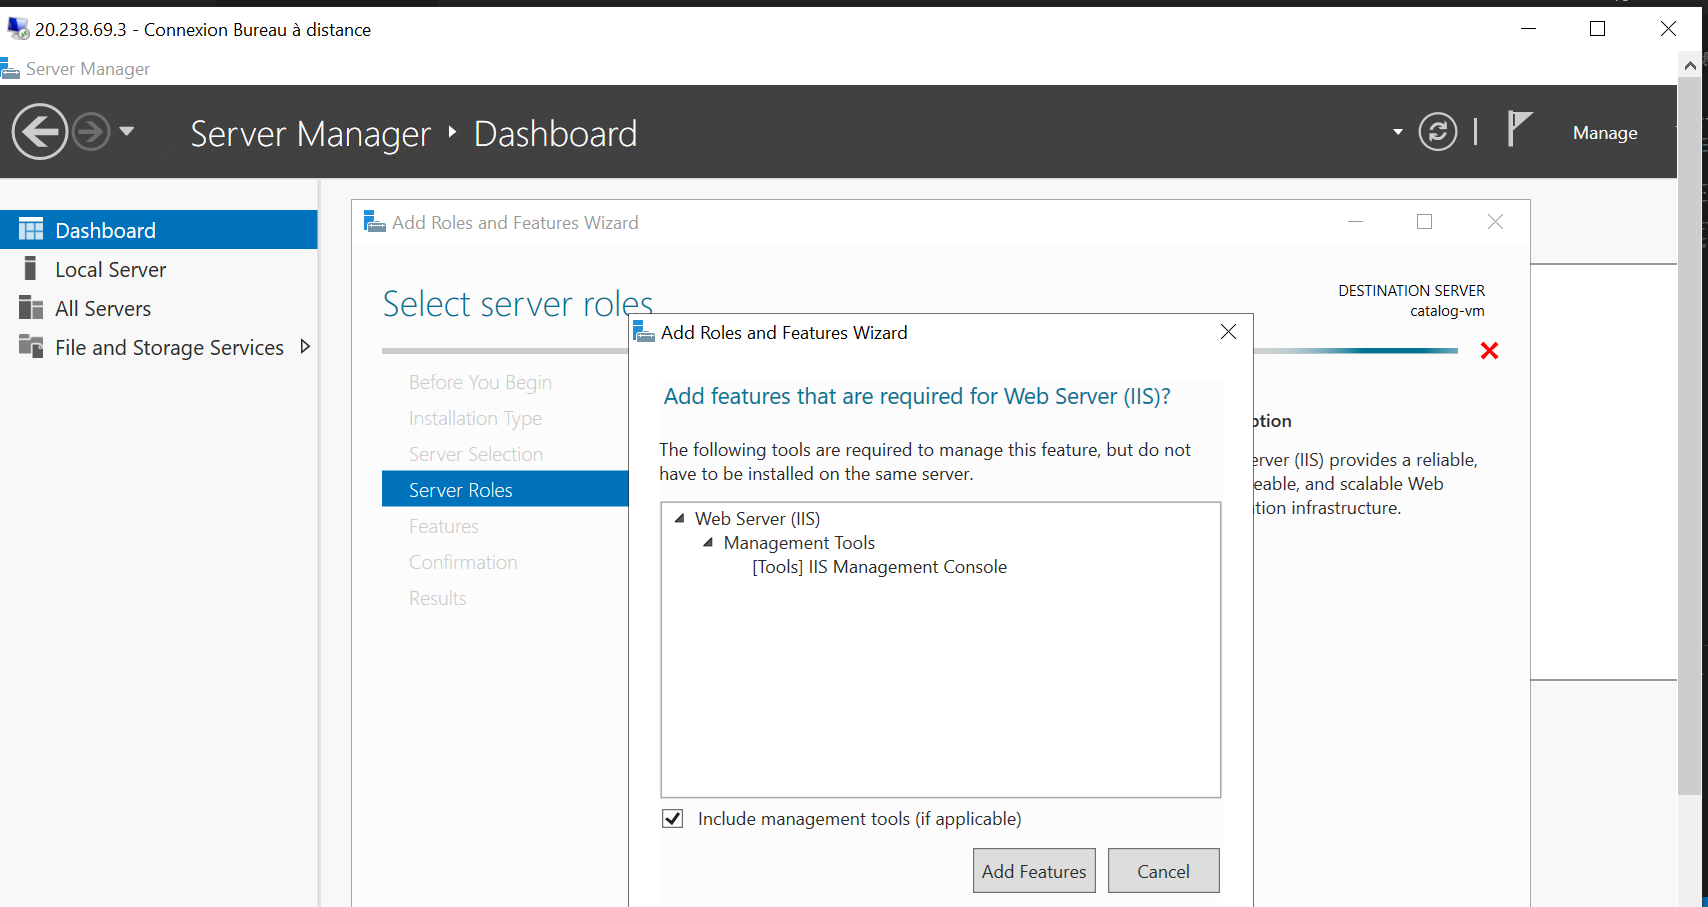 20.238.69.3 - Connexion Bureau à distance
Server Manager
Server Manager
Dashboard
Manage
Dashboard
Local Server
All Servers
File and Storage Services
Add Roles and Features Wizard
Select server roles
DESTINATION SERVER
catalog-vm
Before You Begin
Installation Type
Server Selection
Server Roles
Features
Confirmation
Results
Add Roles and Features Wizard
Add features that are required for Web Server (IIS)?
The following tools are required to manage this feature, but do not
have to be installed on the same server.
Web Server (IIS)
Management Tools
[Tools] IIS Management Console
Include management tools (if applicable)
Add Features
Cancel
(IIS) provides a reliable,
and scalable Web
infrastructure.